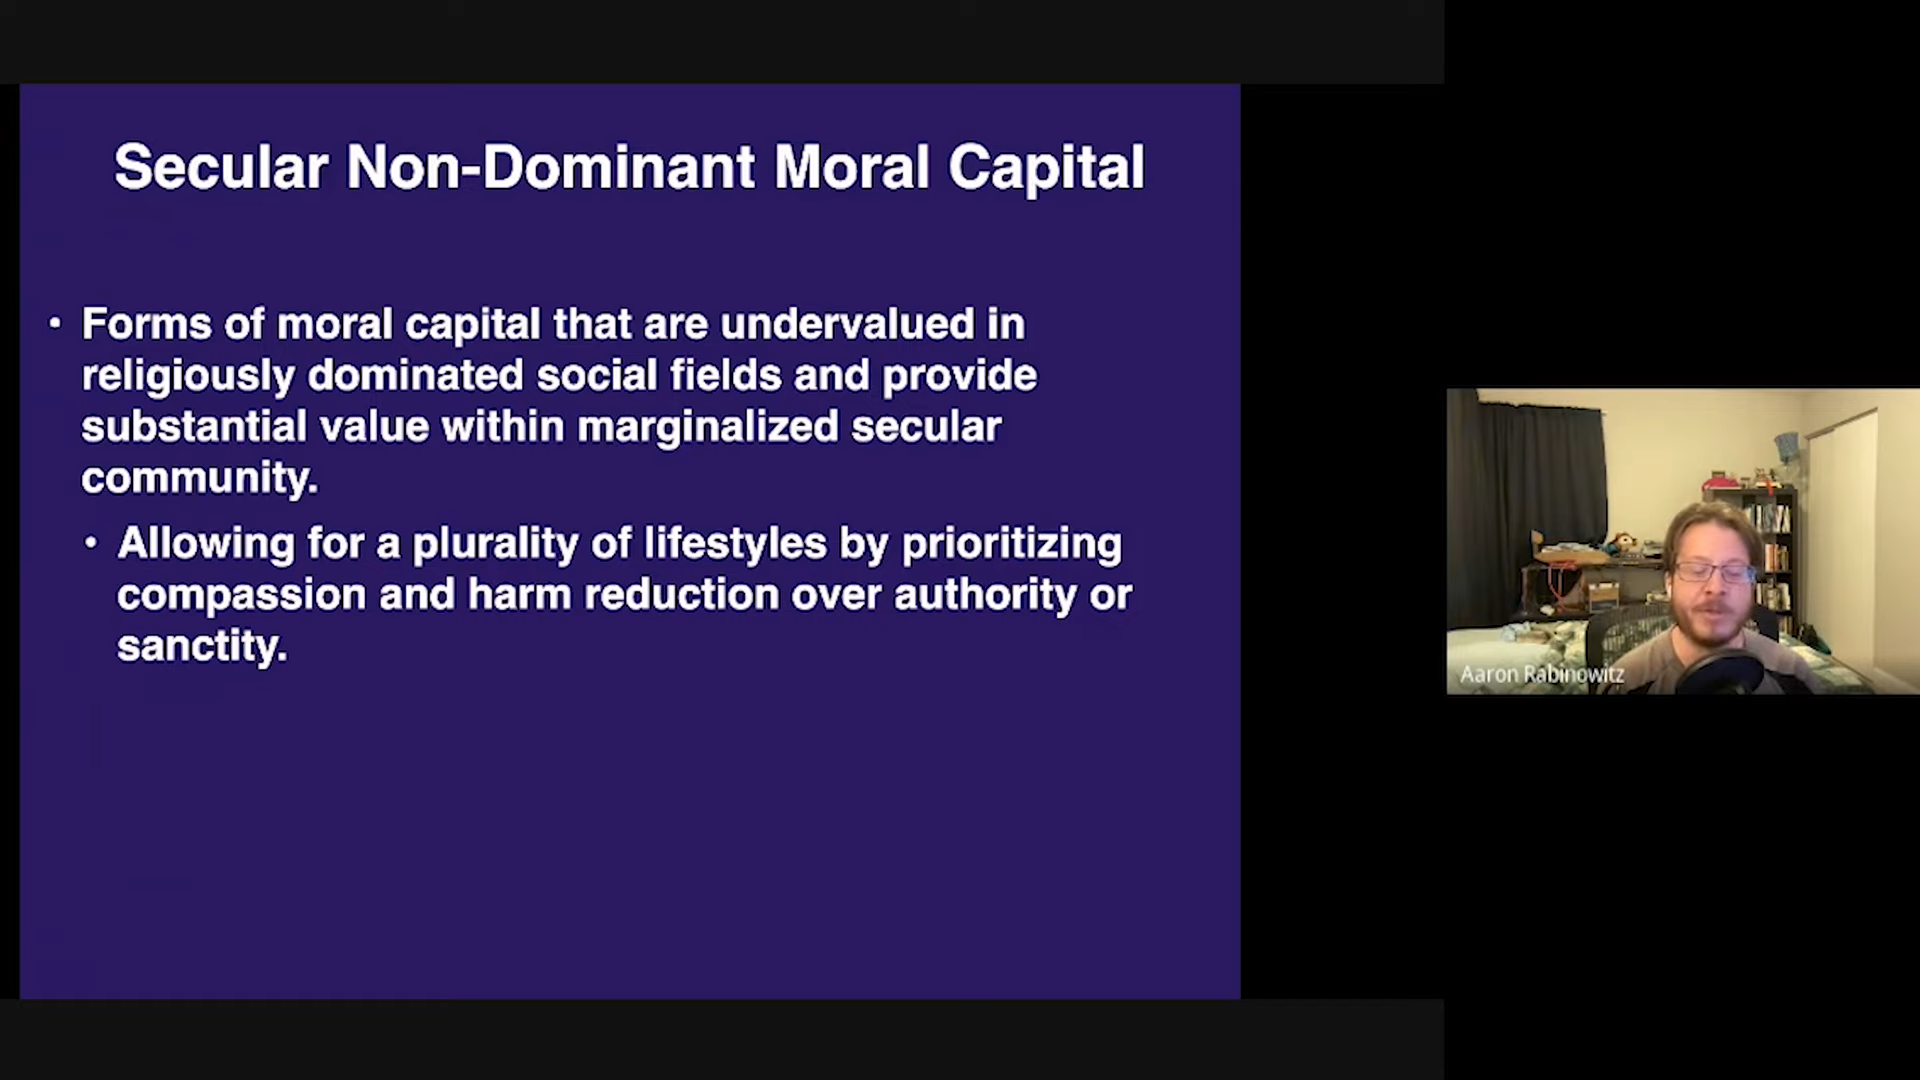 Secular Non-Dominant Moral Capital
• Forms of moral capital that are undervalued in
religiously dominated social fields and provide
substantial value within marginalized secular
community.
• Allowing for a plurality of lifestyles by prioritizing
compassion and harm reduction over authority or
sanctity.
Aaron Rabinowitz